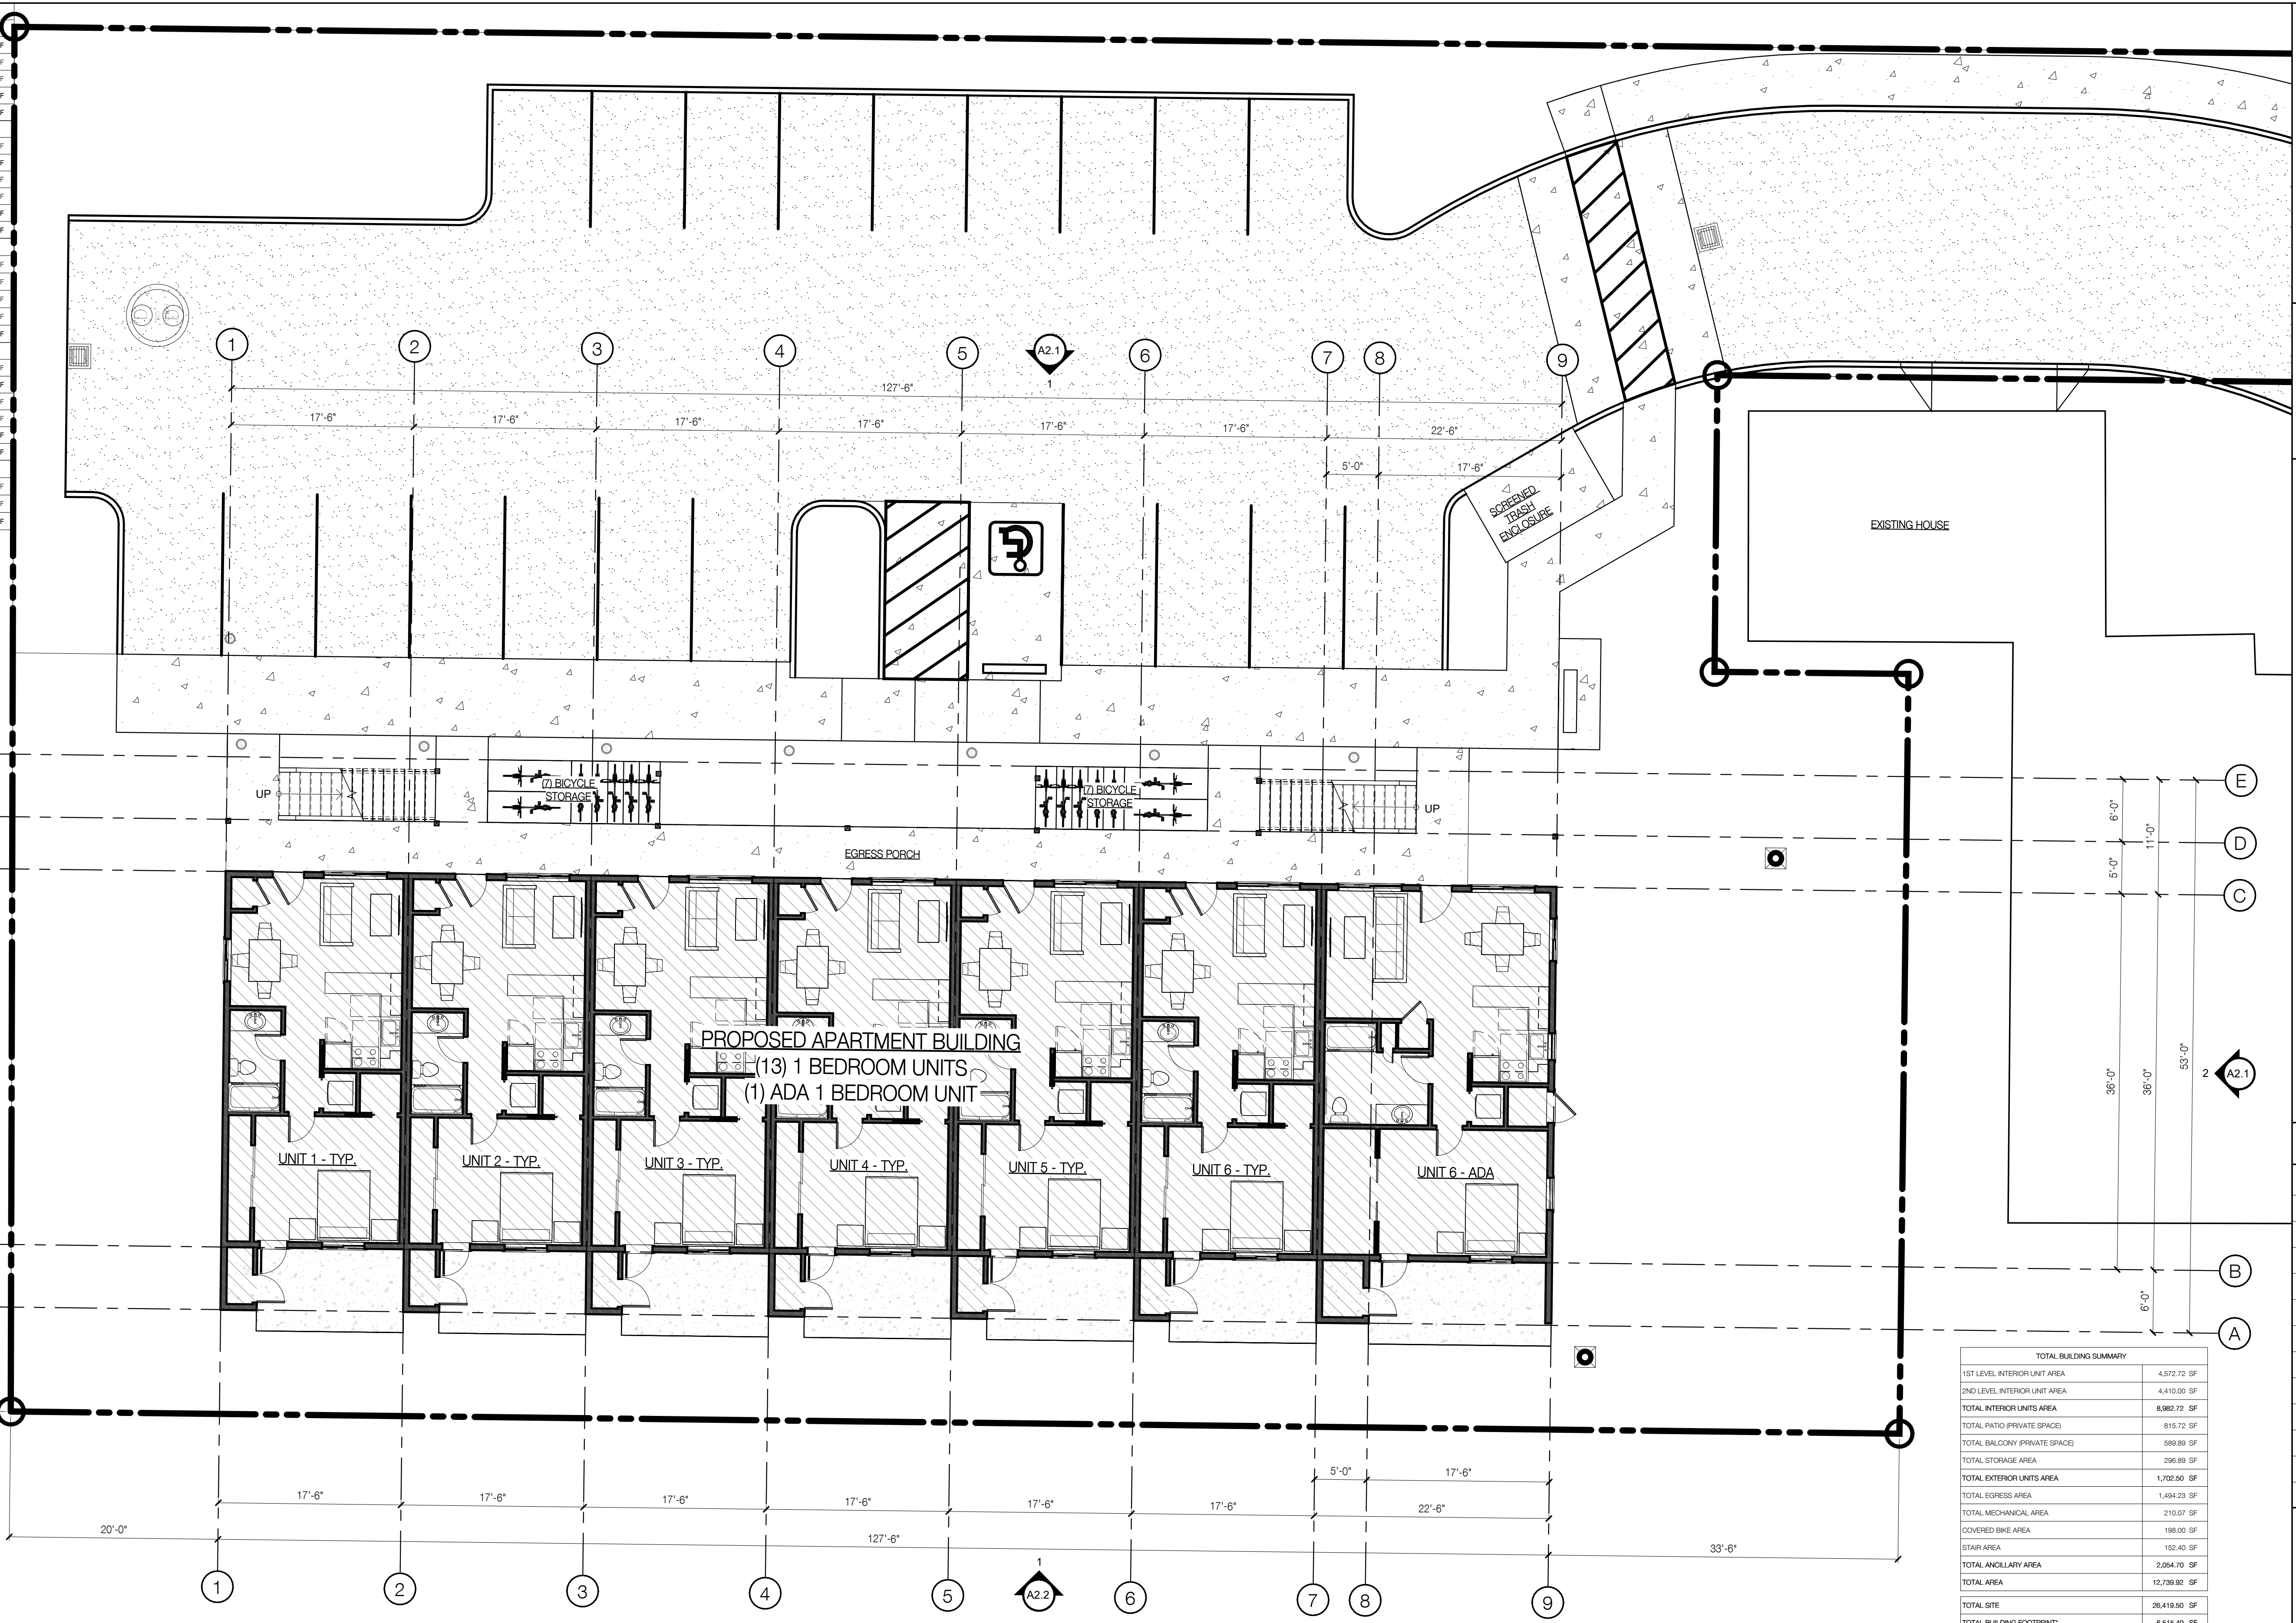 1
2
3
4
5
A2.1
1
6
7
8
9
127'-6"
17'-6"
17'-6"
17'-6"
17'-6"
17'-6"
17'-6"
22'-6"
5'-0"
17'-6"
SCREENED
TRASH
ENCLOSURE
EXISTING HOUSE
UP
(7) BICYCLE
STORAGE
(7) BICYCLE
STORAGE
UP
EGRESS PORCH
E
D
C
6'-0"
11'-0"
5'-0"
36'-0"
36'-0"
53'-0"
2
A2.1
PROPOSED APARTMENT BUILDING
(13) 1 BEDROOM UNITS
(1) ADA 1 BEDROOM UNIT
UNIT 1 - TYP.
UNIT 2 - TYP.
UNIT 3 - TYP.
UNIT 4 - TYP.
UNIT 5 - TYP.
UNIT 6 - TYP.
UNIT 6 - ADA
B
6'-0"
A
TOTAL BUILDING SUMMARY
1ST LEVEL INTERIOR UNIT AREA 4,572.72 SF
2ND LEVEL INTERIOR UNIT AREA 4,410.00 SF
TOTAL INTERIOR UNITS AREA 8,982.72 SF
TOTAL PATIO (PRIVATE SPACE) 815.72 SF
TOTAL BALCONY (PRIVATE SPACE) 589.89 SF
TOTAL STORAGE AREA 296.89 SF
TOTAL EXTERIOR UNITS AREA 1,702.50 SF
TOTAL EGRESS AREA 1,494.23 SF
TOTAL MECHANICAL AREA 210.07 SF
COVERED BIKE AREA 198.00 SF
STAIR AREA 152.40 SF
TOTAL ANCILLARY AREA 2,054.70 SF
TOTAL AREA 12,739.92 SF
TOTAL SITE 26,419.50 SF
TOTAL BUILDING FOOTPRINT* 6,515.49 SF
5'-0"
17'-6"
17'-6"
17'-6"
17'-6"
17'-6"
17'-6"
17'-6"
22'-6"
20'-0"
127'-6"
33'-6"
1
2
3
4
5
1
A2.2
6
7
8
9